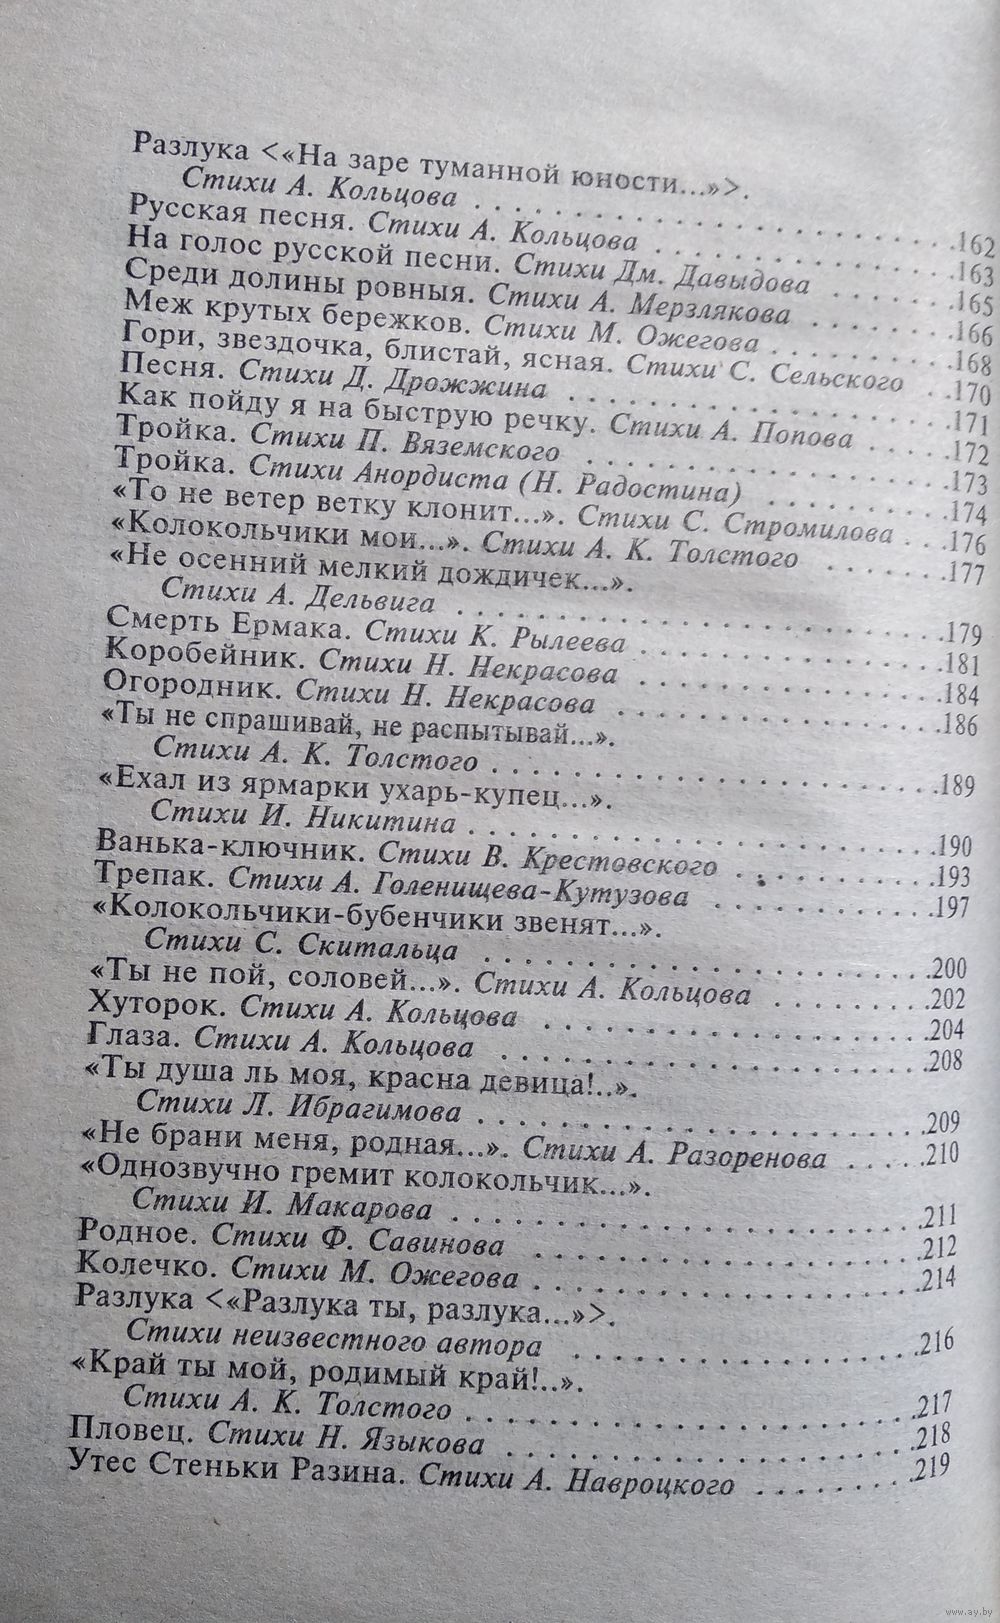 Разлука <«На заре туманной юности...»>.
Стихи А. Кольцова . . . . . . . . . . . . . . . . .162
Русская песня. Стихи А. Кольцова . . . . . . . . . .163
На голос русской песни. Стихи Дм. Давыдова . . . . .165
Среди долины ровныя. Стихи А. Мерзлякова . . . . . .166
Меж крутых бережков. Стихи М. Ожегова . . . . . . . .168
Гори, звездочка, блистай, ясная. Стихи С. Сельского . .170
Песня. Стихи Д. Дрожжина . . . . . . . . . . . . . .171
Как пойду я на быструю речку. Стихи А. Попова . . . .172
Тройка. Стихи П. Вяземского . . . . . . . . . . . . .173
Тройка. Стихи Анордиста (Н. Радостина) . . . . . . .174
«То не ветер ветку клонит...». Стихи С. Стромилова . . .176
«Колокольчики мои...». Стихи А. К. Толстого . . . . .177
«Не осенний мелкий дождичек...».
Стихи А. Дельвига . . . . . . . . . . . . . . . . .179
Смерть Ермака. Стихи К. Рылеева . . . . . . . . . . .181
Коробейник. Стихи Н. Некрасова . . . . . . . . . . .184
Огородник. Стихи Н. Некрасова . . . . . . . . . . . .186
«Ты не спрашивай, не распытывай...».
Стихи А. К. Толстого . . . . . . . . . . . . . . . .189
«Ехал из ярмарки ухарь-купец...».
Стихи И. Никитина . . . . . . . . . . . . . . . . .190
Ванька-ключник. Стихи В. Крестовского . . . . . . . .193
Трепак. Стихи А. Голенищева-Кутузова . . . . . . . .197
«Колокольчики-бубенчики звенят...».
Стихи С. Скитальца . . . . . . . . . . . . . . . . .200
«Ты не пой, соловей...». Стихи А. Кольцова . . . . . .202
Хуторок. Стихи А. Кольцова . . . . . . . . . . . . .204
Глаза. Стихи А. Кольцова . . . . . . . . . . . . . .208
«Ты душа ль моя, красна девица!..».
Стихи Л. Ибрагимова . . . . . . . . . . . . . . . .209
«Не брани меня, родная...». Стихи А. Разоренова . . . . .210
«Однозвучно гремит колокольчик...».
Стихи И. Макарова . . . . . . . . . . . . . . . . .211
Родное. Стихи Ф. Савинова . . . . . . . . . . . . . .212
Колечко. Стихи М. Ожегова . . . . . . . . . . . . . .214
Разлука <«Разлука ты, разлука...»>.
Стихи неизвестного автора . . . . . . . . . . . . .216
«Край ты мой, родимый край!..».
Стихи А. К. Толстого . . . . . . . . . . . . . . . .217
Пловец. Стихи Н. Языкова . . . . . . . . . . . . . .218
Утес Стеньки Разина. Стихи А. Навроцкого . . . . . . .219
www.ay.by